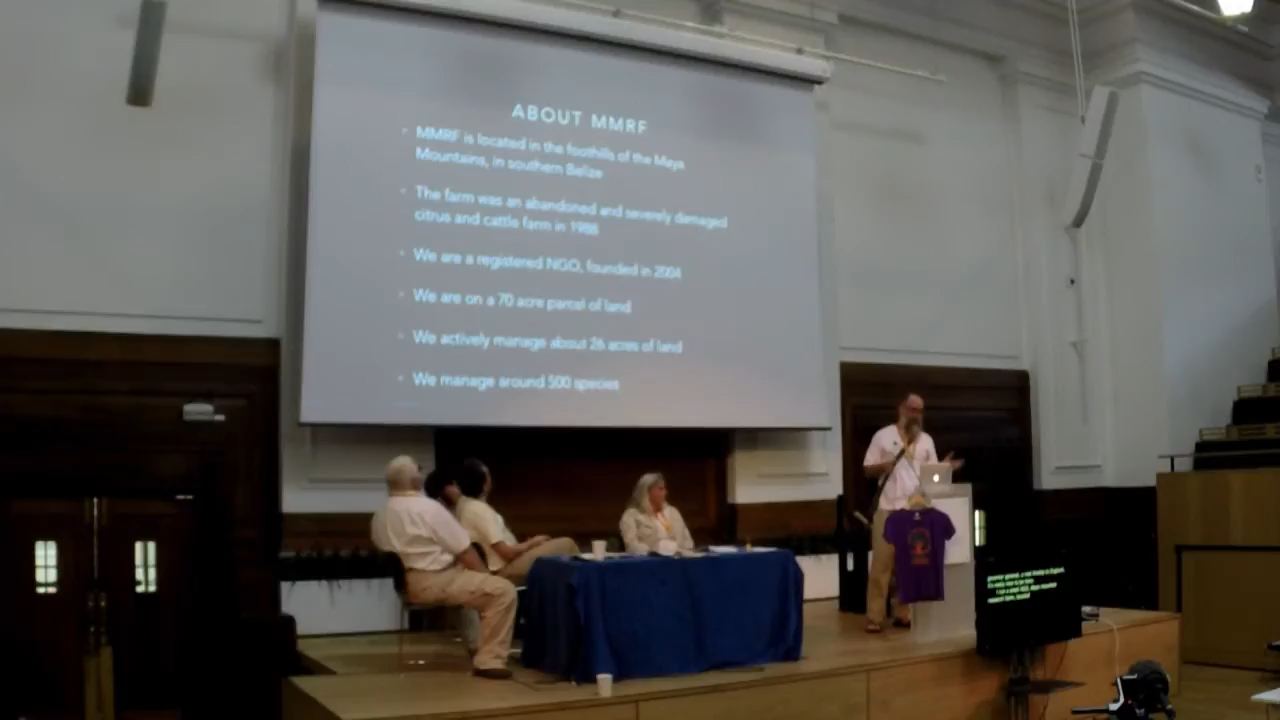 ABOUT MMRF
MMRF is located in the foothills of the Maya
Mountains, in southern Belize
The farm was an abandoned and severely damaged
citrus and cattle farm in 1988
We are a registered NGO, founded in 2004
We are on a 70 acre parcel of land
We actively manage about 26 acres of land
We manage around 500 species